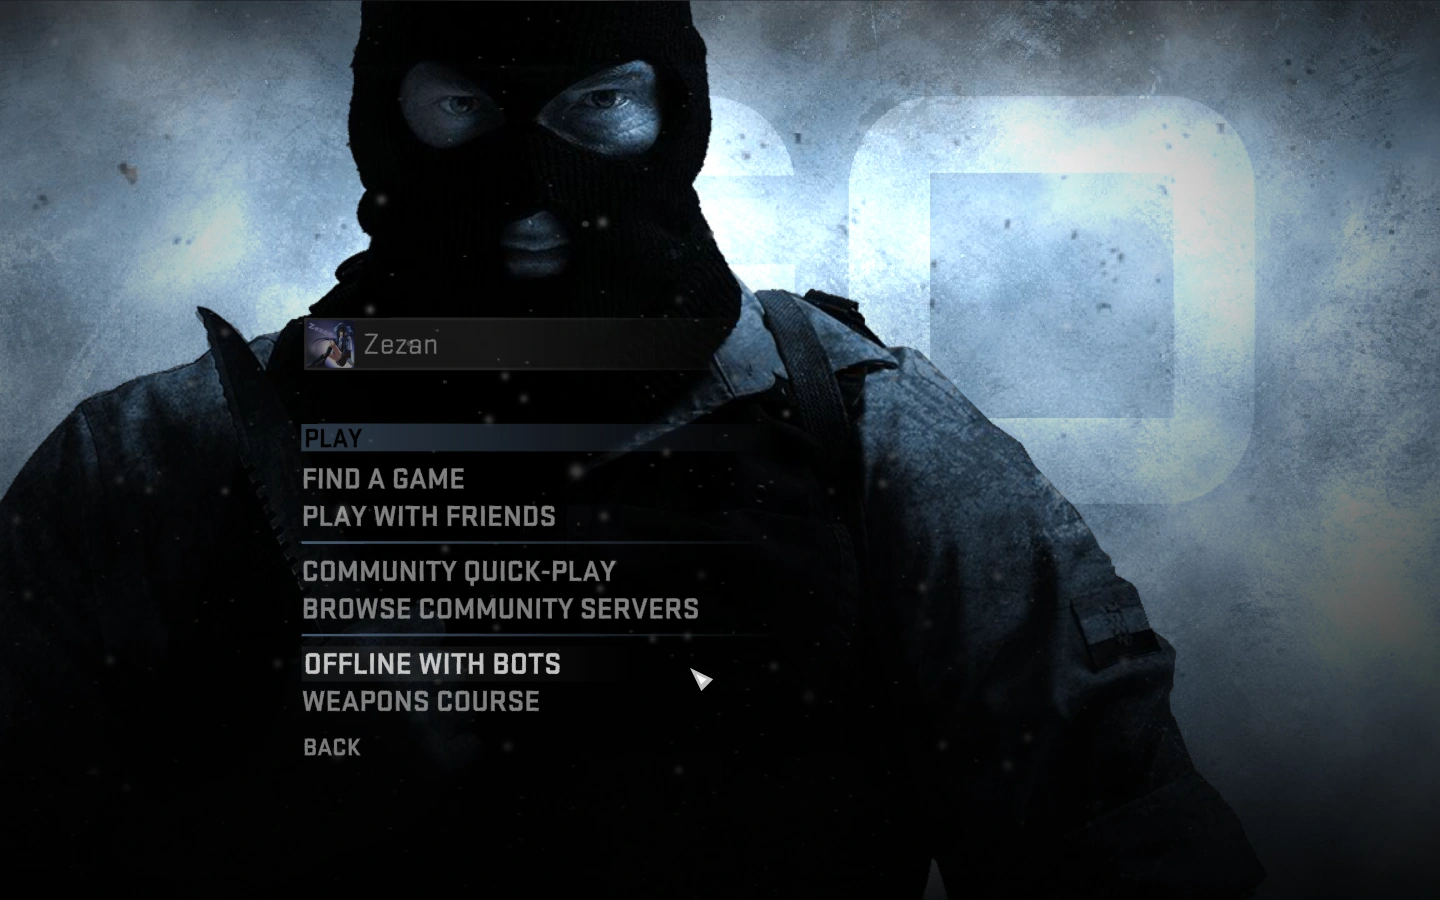 GO
Zezan
PLAY
FIND A GAME
PLAY WITH FRIENDS
COMMUNITY QUICK-PLAY
BROWSE COMMUNITY SERVERS
OFFLINE WITH BOTS
WEAPONS COURSE
BACK